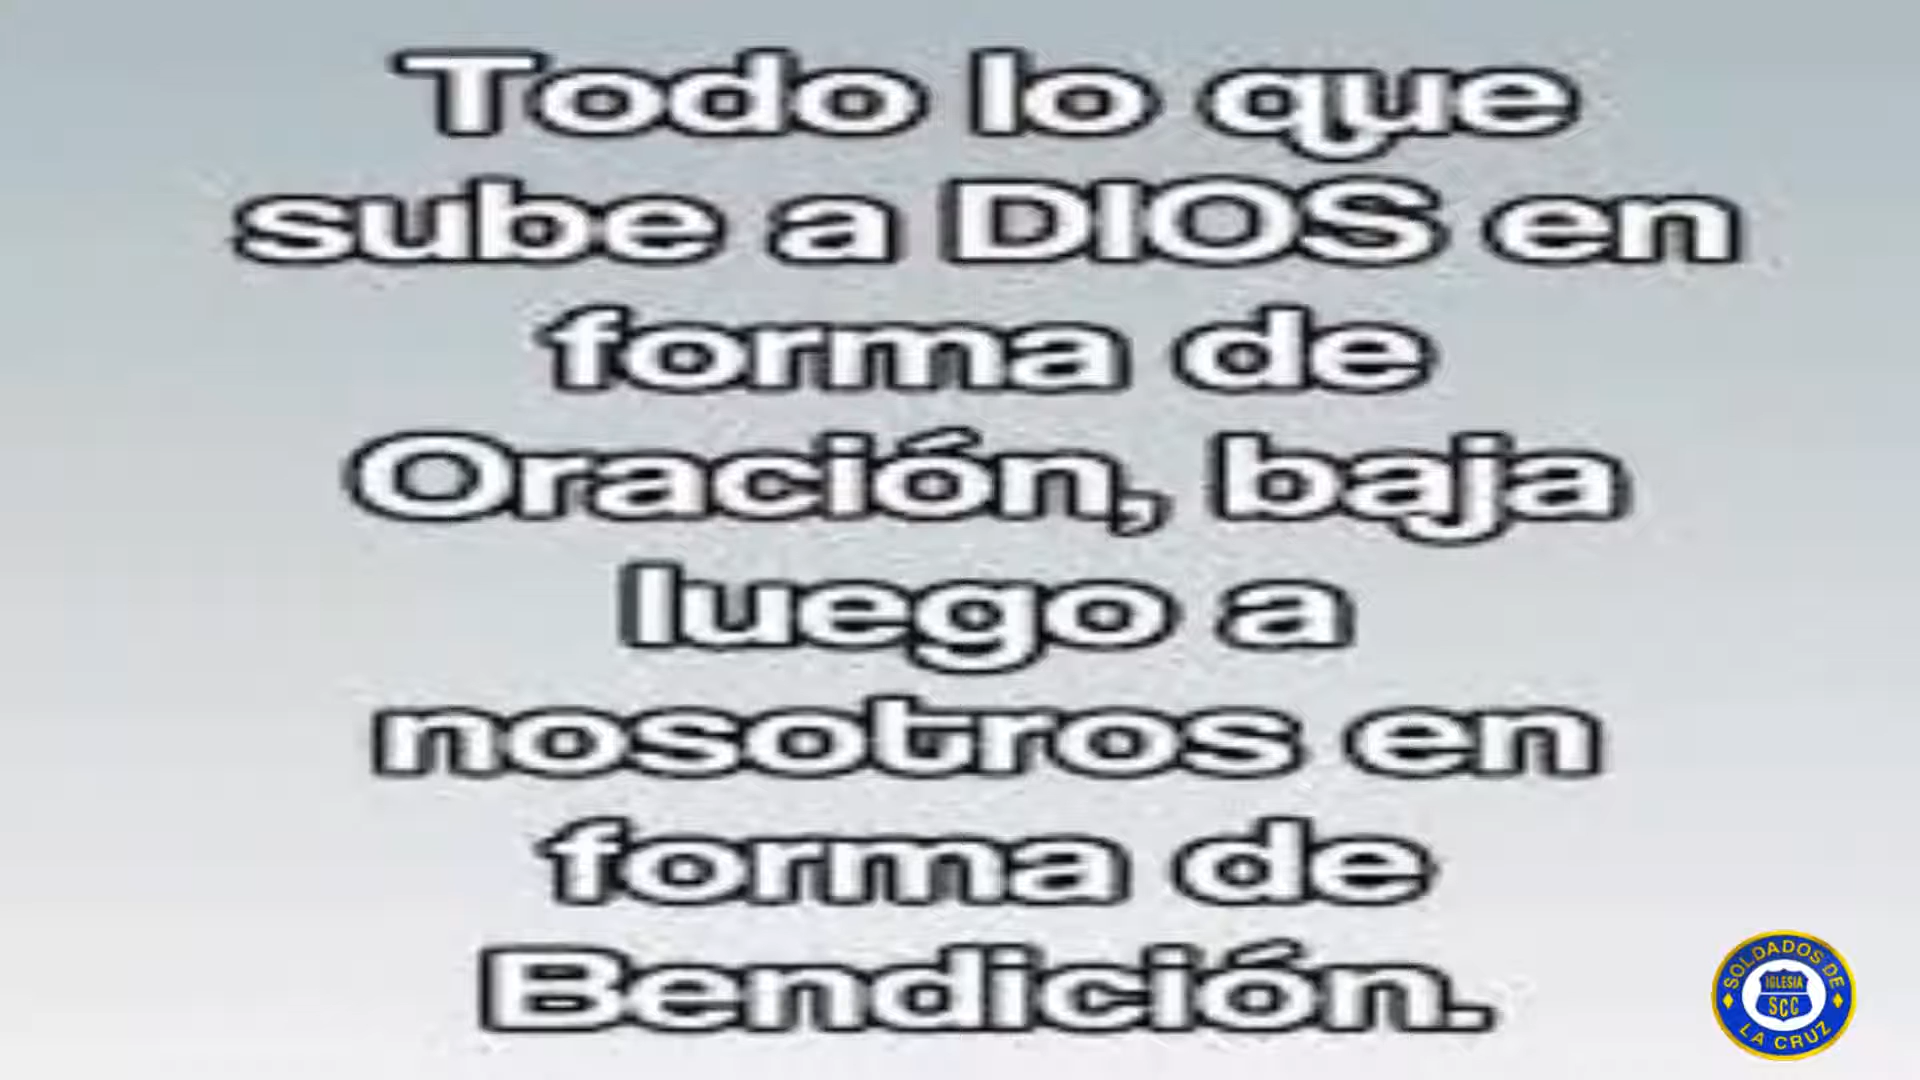 Todo lo que
sube a DIOS en
forma de
Oración, baja
luego a
nosotros en
forma de
Bendición.
SOLDADOS DE
IGLESIA
SCC
LA CRUZ